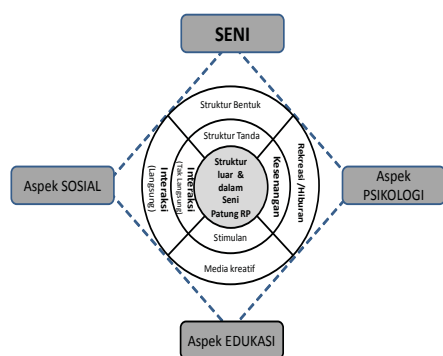 SENI
Struktur Bentuk
Struktur Tanda
Aspek SOSIAL
Interaksi
(Langsung)
Interaksi
(Tak Langsung)
Struktur
luar &
dalam
Seni
Patung RP
Kesenangan
Rekreasi /Hiburan
Aspek
PSIKOLOGI
Stimulan
Media kreatif
Aspek EDUKASI